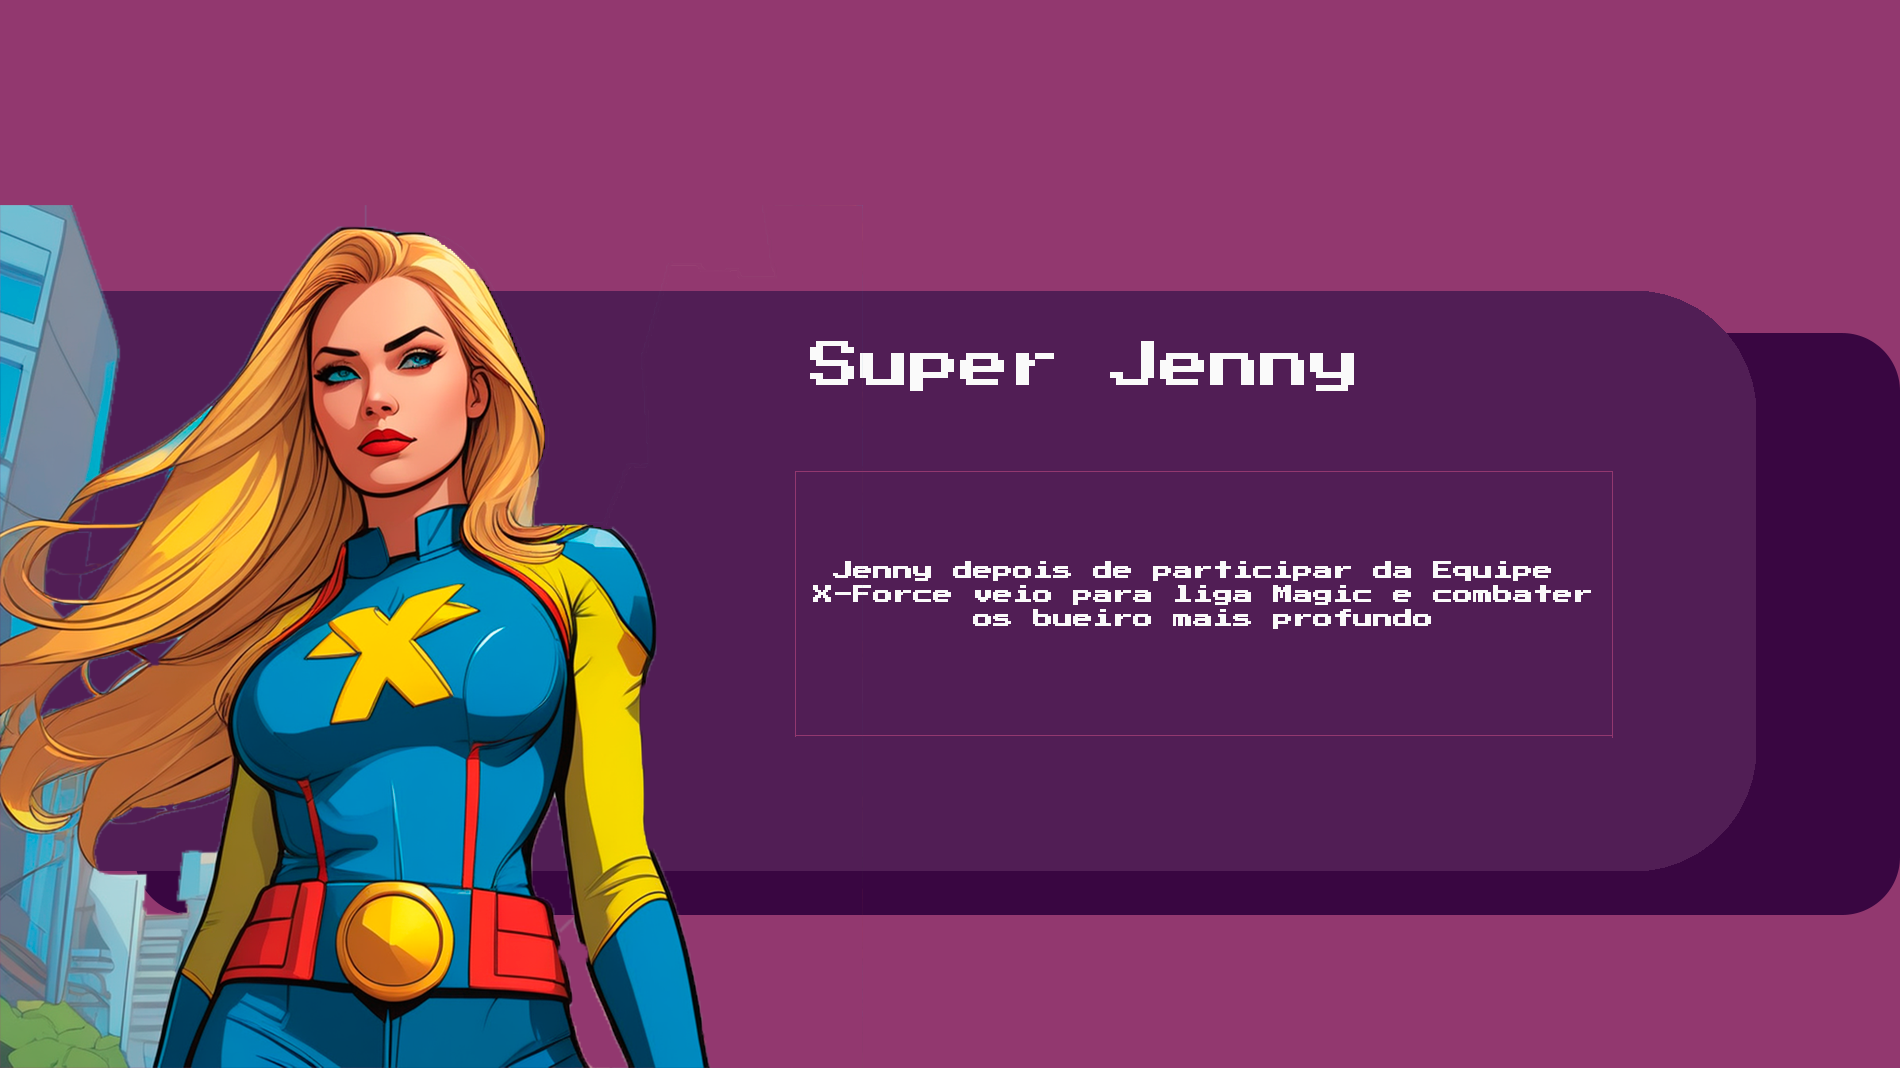 Super Jenny
Jenny depois de participar da Equipe
X-Force veio para liga Magic e combater
os bueiro mais profundo